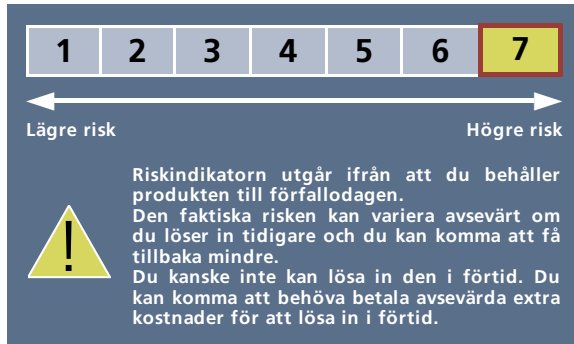 1 2 3 4 5 6 7
Lägre risk Högre risk
Riskindikatorn utgår ifrån att du behåller
produkten till förfallodagen.
Den faktiska risken kan variera avsevärt om
du löser in tidigare och du kan komma att få
tillbaka mindre.
Du kanske inte kan lösa in den i förtid. Du
kan komma att behöva betala avsevärda extra
kostnader för att lösa in i förtid.
!